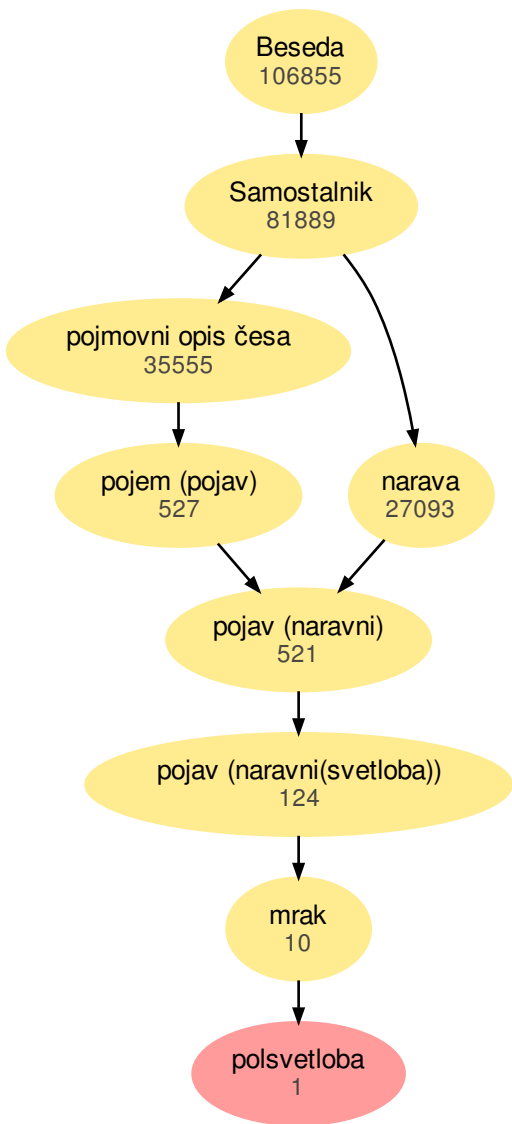 Beseda
106855
Samostalnik
81889
pojmovni opis česa
35555
pojem (pojav)
527
narava
27093
pojav (naravni)
521
pojav (naravni(svetloba))
124
mrak
10
polsvetloba
1